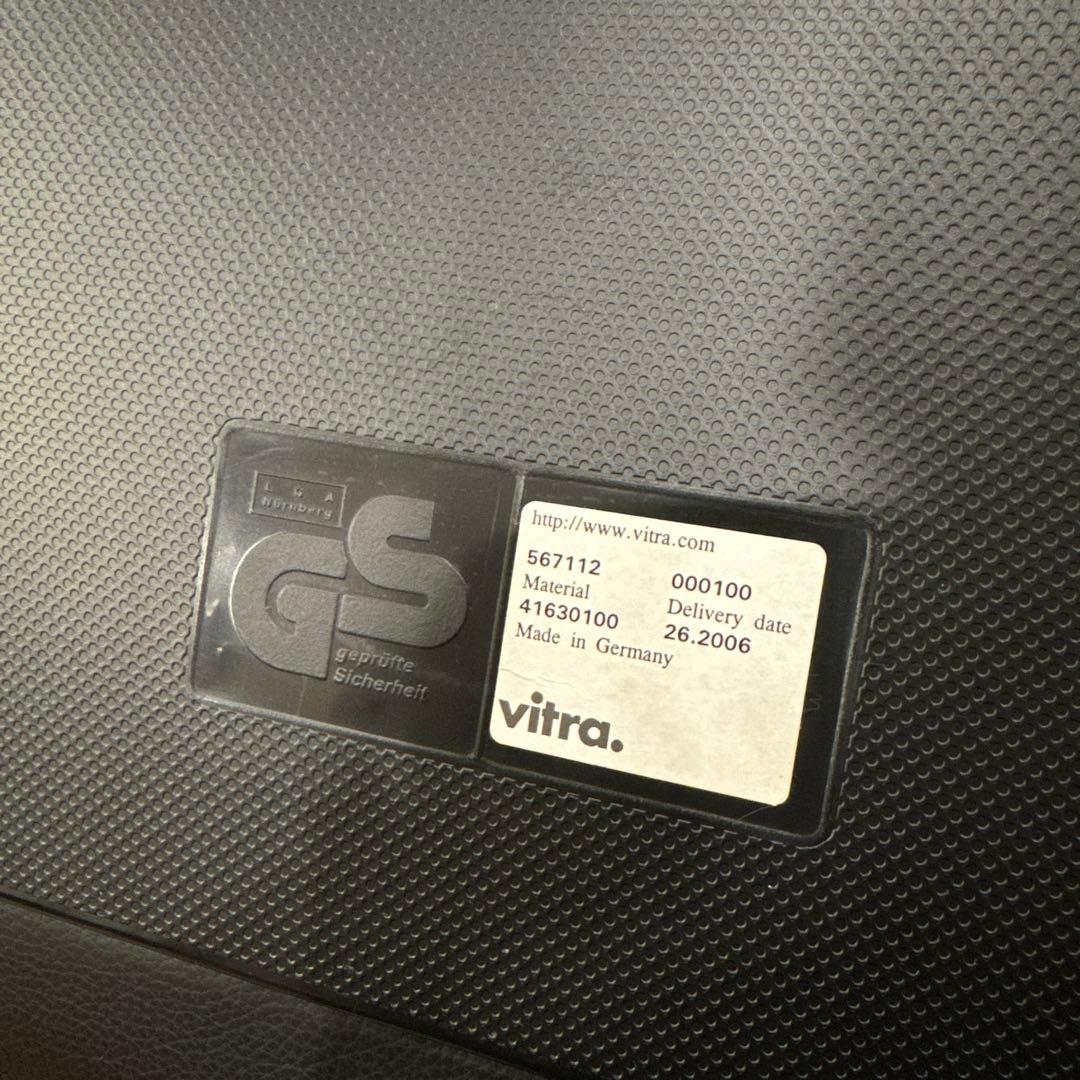 L G A
Nürnberg
GS
geprüfte
Sicherheit
http://www.vitra.com
567112 000100
Material Delivery date
41630100 26.2006
Made in Germany
vitra.